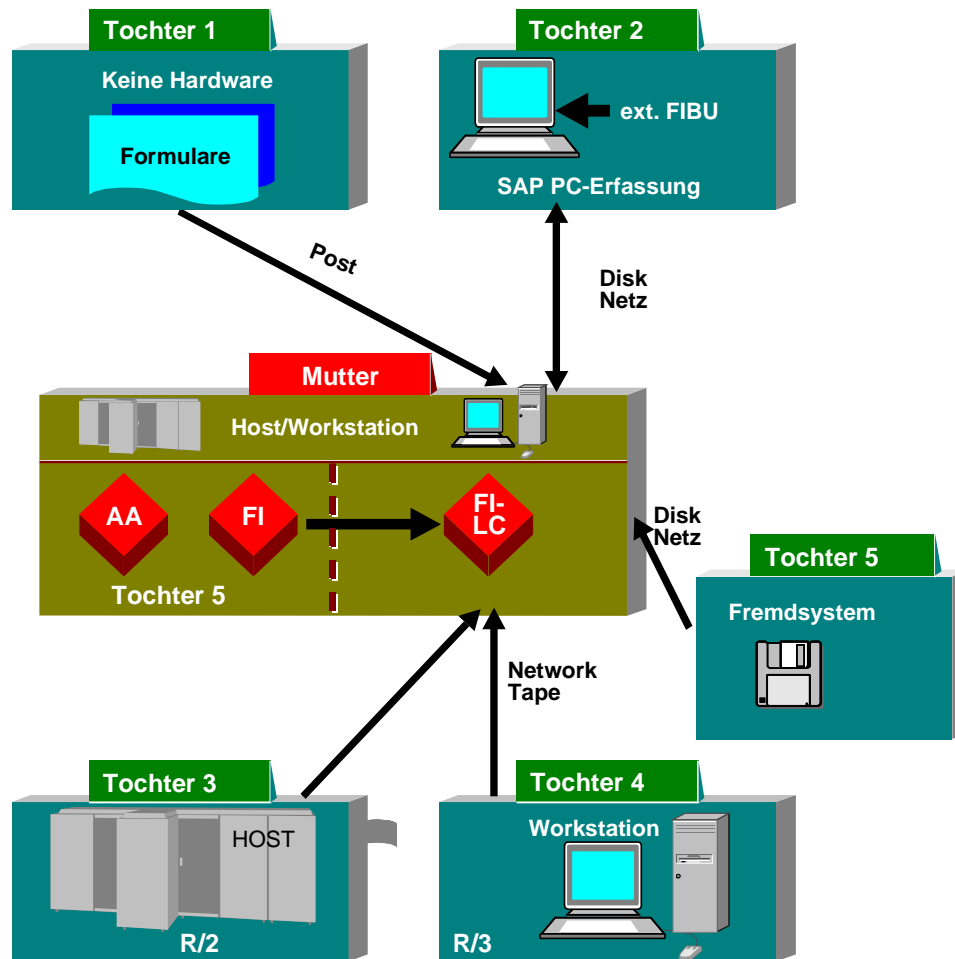 Tochter 1
Keine Hardware
Formulare
Tochter 2
ext. FIBU
SAP PC-Erfassung
Post
Disk
Netz
Mutter
Host/Workstation
AA
FI
FI-
LC
Tochter 5
Disk
Netz
Tochter 5
Fremdsystem
Network
Tape
Tochter 3
HOST
R/2
Tochter 4
Workstation
R/3